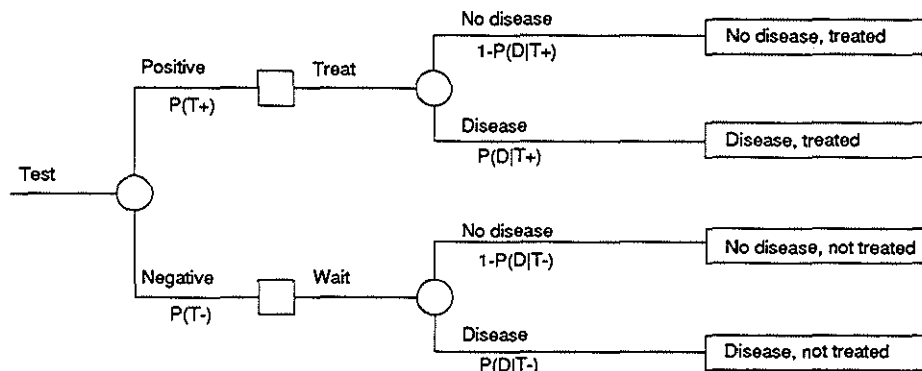 No disease
1-P(D|T+)
No disease, treated
Positive
P(T+)
Treat
Disease
P(D|T+)
Disease, treated
Test
No disease
1-P(D|T-)
No disease, not treated
Negative
P(T-)
Wait
Disease
P(D|T-)
Disease, not treated